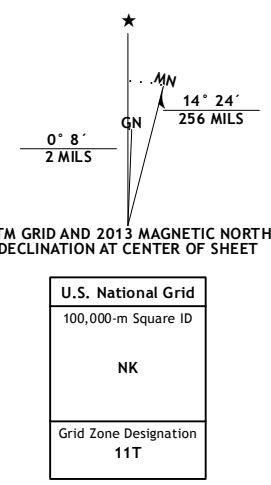 ★
MN
14° 24´
256 MILS
GN
0° 8´
2 MILS
TM GRID AND 2013 MAGNETIC NORTH
DECLINATION AT CENTER OF SHEET
U.S. National Grid
100,000-m Square ID
NK
Grid Zone Designation
11T